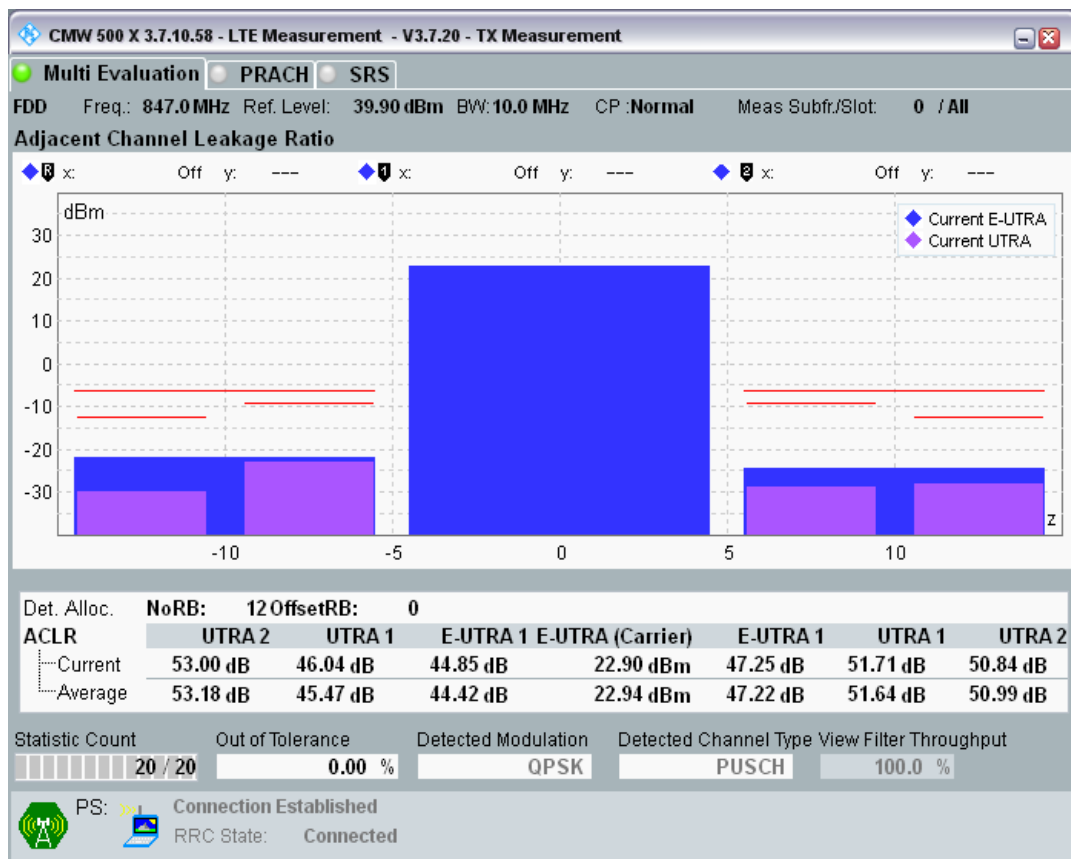 CMW 500 X 3.7.10.58 - LTE Measurement - V3.7.20 - TX Measurement
Multi Evaluation PRACH SRS
FDD Freq.: 847.0 MHz Ref. Level: 39.90 dBm BW: 10.0 MHz CP :Normal Meas Subfr./Slot: 0 / All
Adjacent Channel Leakage Ratio
R x: Off y: --- 1 x: Off y: --- 2 x: Off y: ---
dBm
Current E-UTRA
Current UTRA
30
20
10
0
-10
-20
-30
z
-10 -5 0 5 10
Det. Alloc. NoRB: 12 OffsetRB: 0
ACLR UTRA 2 UTRA 1 E-UTRA 1 E-UTRA (Carrier) E-UTRA 1 UTRA 1 UTRA 2
Current 53.00 dB 46.04 dB 44.85 dB 22.90 dBm 47.25 dB 51.71 dB 50.84 dB
Average 53.18 dB 45.47 dB 44.42 dB 22.94 dBm 47.22 dB 51.64 dB 50.99 dB
Statistic Count Out of Tolerance Detected Modulation Detected Channel Type View Filter Throughput
20 / 20 0.00 % QPSK PUSCH 100.0 %
PS: Connection Established
RRC State: Connected